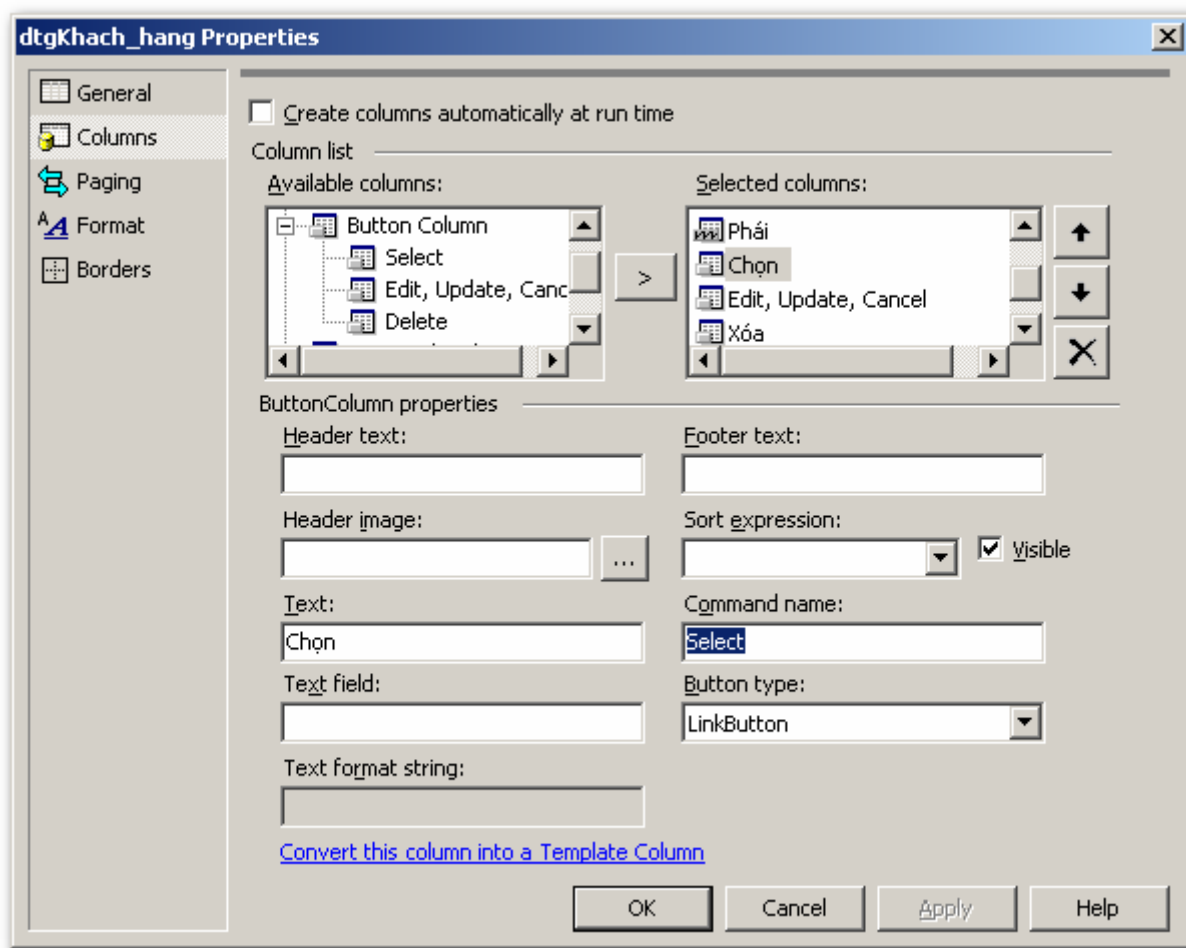 dtgKhach_hang Properties
General
Columns
Paging
Format
Borders
Create columns automatically at run time
Column list
Available columns:
Button Column
Select
Edit, Update, Canc
Delete
>
Selected columns:
Phái
Chọn
Edit, Update, Cancel
Xóa
ButtonColumn properties
Header text:
Footer text:
Header image:
...
Sort expression:
Visible
Text:
Chọn
Command name:
Select
Text field:
Button type:
LinkButton
Text format string:
Convert this column into a Template Column
OK
Cancel
Apply
Help